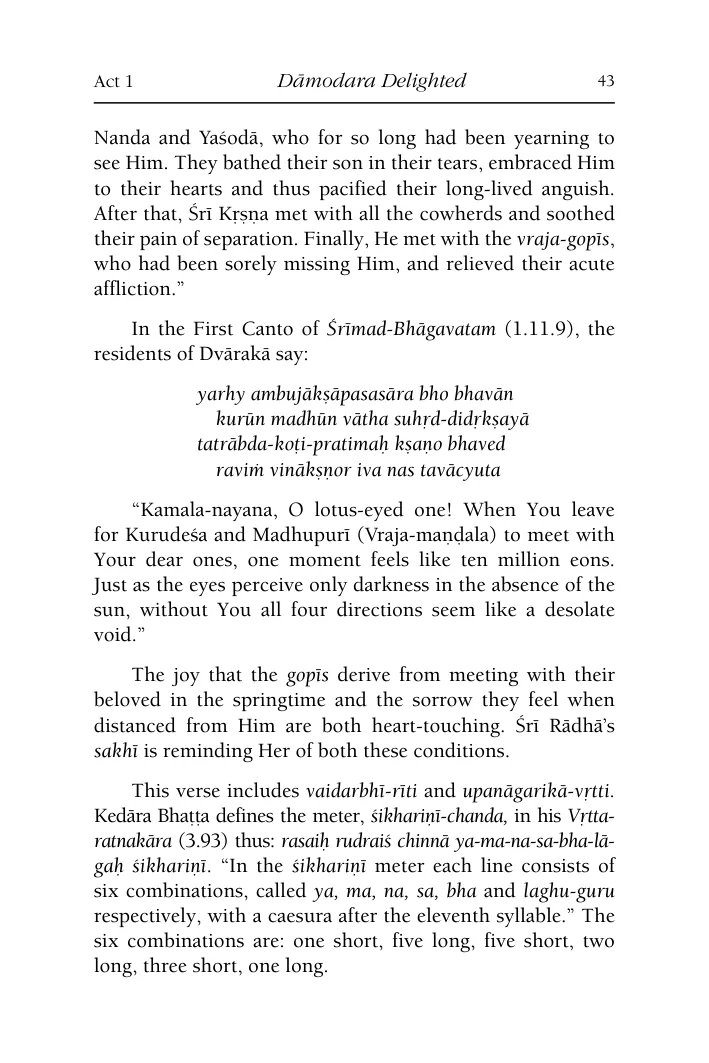 Act 1 Dāmodara Delighted 43
Nanda and Yaśodā, who for so long had been yearning to
see Him. They bathed their son in their tears, embraced Him
to their hearts and thus pacified their long-lived anguish.
After that, Śrī Kṛṣṇa met with all the cowherds and soothed
their pain of separation. Finally, He met with the vraja-gopīs,
who had been sorely missing Him, and relieved their acute
affliction.”
In the First Canto of Śrīmad-Bhāgavatam (1.11.9), the
residents of Dvārakā say:
yarhy ambujākṣāpasasāra bho bhavān
kurūn madhūn vātha suhṛd-didṛkṣayā
tatrābda-koṭi-pratimaḥ kṣaṇo bhaved
raviṁ vinākṣṇor iva nas tavācyuta
“Kamala-nayana, O lotus-eyed one! When You leave
for Kurudeśa and Madhupurī (Vraja-maṇḍala) to meet with
Your dear ones, one moment feels like ten million eons.
Just as the eyes perceive only darkness in the absence of the
sun, without You all four directions seem like a desolate
void.”
The joy that the gopīs derive from meeting with their
beloved in the springtime and the sorrow they feel when
distanced from Him are both heart-touching. Śrī Rādhā’s
sakhī is reminding Her of both these conditions.
This verse includes vaidarbhī-rīti and upanāgarikā-vṛtti.
Kedāra Bhaṭṭa defines the meter, śikhariṇī-chanda, in his Vṛtta-
ratnakāra (3.93) thus: rasaiḥ rudraiś chinnā ya-ma-na-sa-bha-lā-
gaḥ śikhariṇī. “In the śikhariṇī meter each line consists of
six combinations, called ya, ma, na, sa, bha and laghu-guru
respectively, with a caesura after the eleventh syllable.” The
six combinations are: one short, five long, five short, two
long, three short, one long.